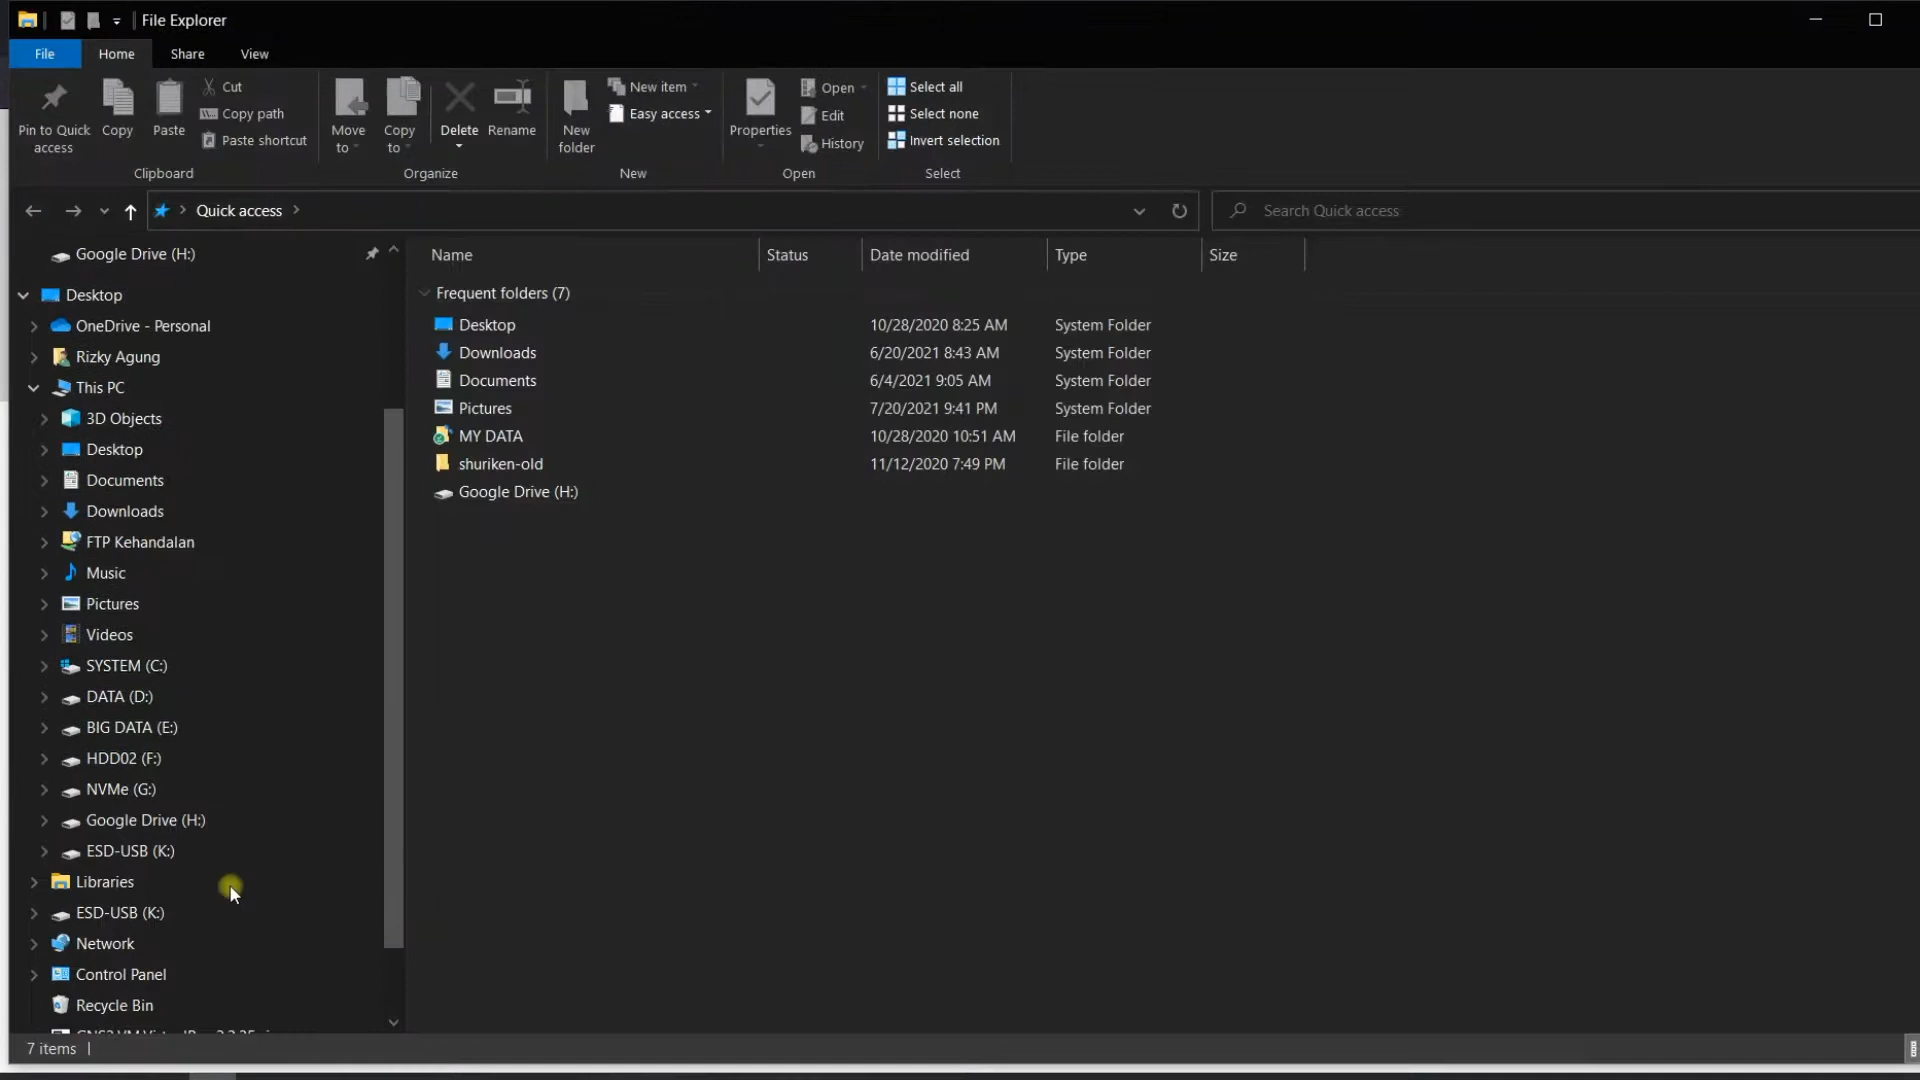 File Explorer
File Home Share View
Pin to Quick access
Copy
Paste
Cut
Copy path
Paste shortcut
Clipboard
Move to
Copy to
Delete
Rename
Organize
New folder
New item
Easy access
New
Properties
Open
Edit
History
Open
Select all
Select none
Invert selection
Select
Quick access
Search Quick access
Google Drive (H:)
Desktop
OneDrive - Personal
Rizky Agung
This PC
3D Objects
Desktop
Documents
Downloads
FTP Kehandalan
Music
Pictures
Videos
SYSTEM (C:)
DATA (D:)
BIG DATA (E:)
HDD02 (F:)
NVMe (G:)
Google Drive (H:)
ESD-USB (K:)
Libraries
ESD-USB (K:)
Network
Control Panel
Recycle Bin
Name Status Date modified Type Size
Frequent folders (7)
Desktop 10/28/2020 8:25 AM System Folder
Downloads 6/20/2021 8:43 AM System Folder
Documents 6/4/2021 9:05 AM System Folder
Pictures 7/20/2021 9:41 PM System Folder
MY DATA 10/28/2020 10:51 AM File folder
shuriken-old 11/12/2020 7:49 PM File folder
Google Drive (H:)
7 items